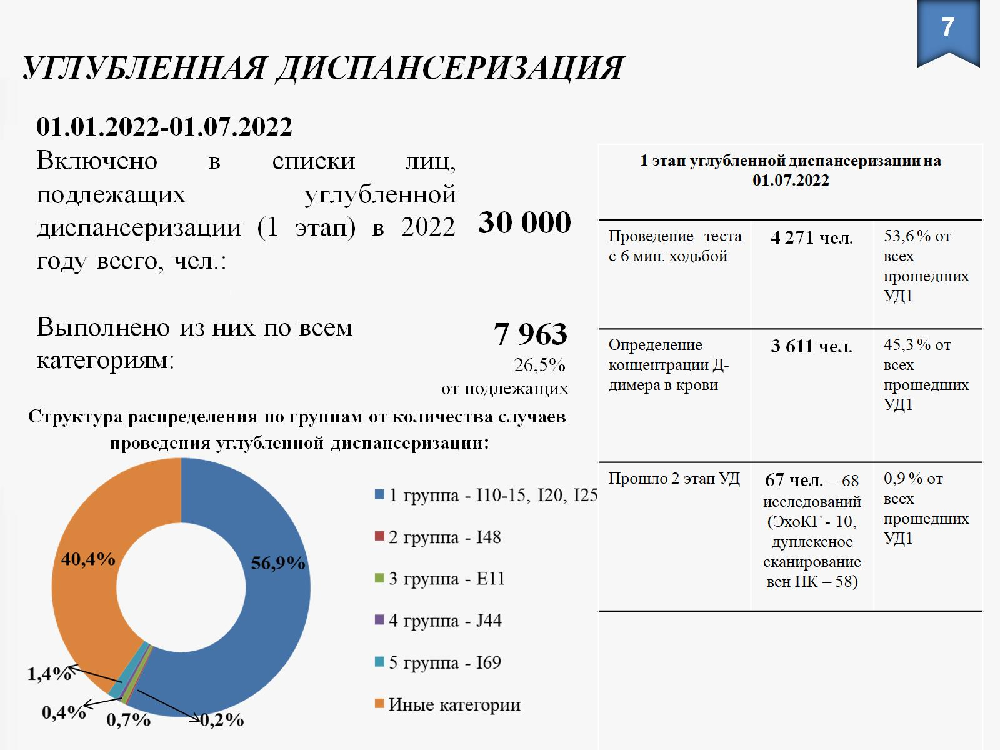 7
УГЛУБЛЕННАЯ ДИСПАНСЕРИЗАЦИЯ
01.01.2022-01.07.2022
Включено в списки лиц,
подлежащих углубленной
диспансеризации (1 этап) в 2022
году всего, чел.:
30 000
Выполнено из них по всем
категориям:
7 963
26,5%
от подлежащих
Структура распределения по группам от количества случаев
проведения углубленной диспансеризации:
40,4%
56,9%
1,4%
0,4%
0,7%
0,2%
1 группа - I10-15, I20, I25
2 группа - I48
3 группа - E11
4 группа - J44
5 группа - I69
Иные категории
1 этап углубленной диспансеризации на
01.07.2022
Проведение теста
с 6 мин. ходьбой
4 271 чел.
53,6 % от
всех
прошедших
УД1
Определение
концентрации Д-
димера в крови
3 611 чел.
45,3 % от
всех
прошедших
УД1
Прошло 2 этап УД
67 чел. – 68
исследований
(ЭхоКГ - 10,
дуплексное
сканирование
вен НК – 58)
0,9 % от
всех
прошедших
УД1